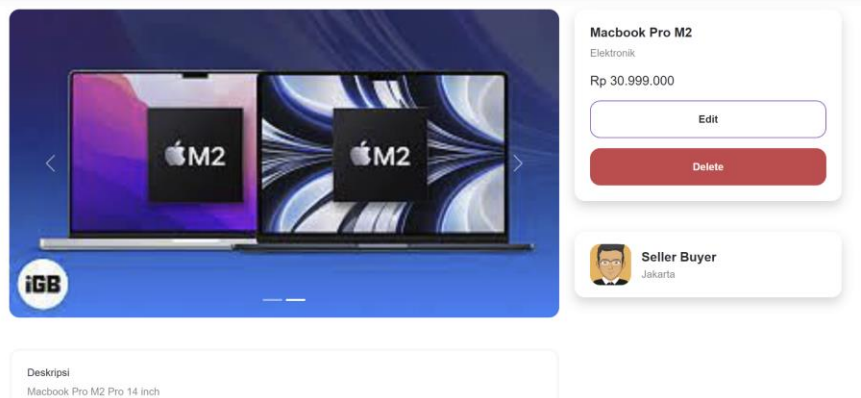 M2
M2
iGB
Macbook Pro M2
Elektronik
Rp 30.999.000
Edit
Delete
Seller Buyer
Jakarta
Deskripsi
Macbook Pro M2 Pro 14 inch